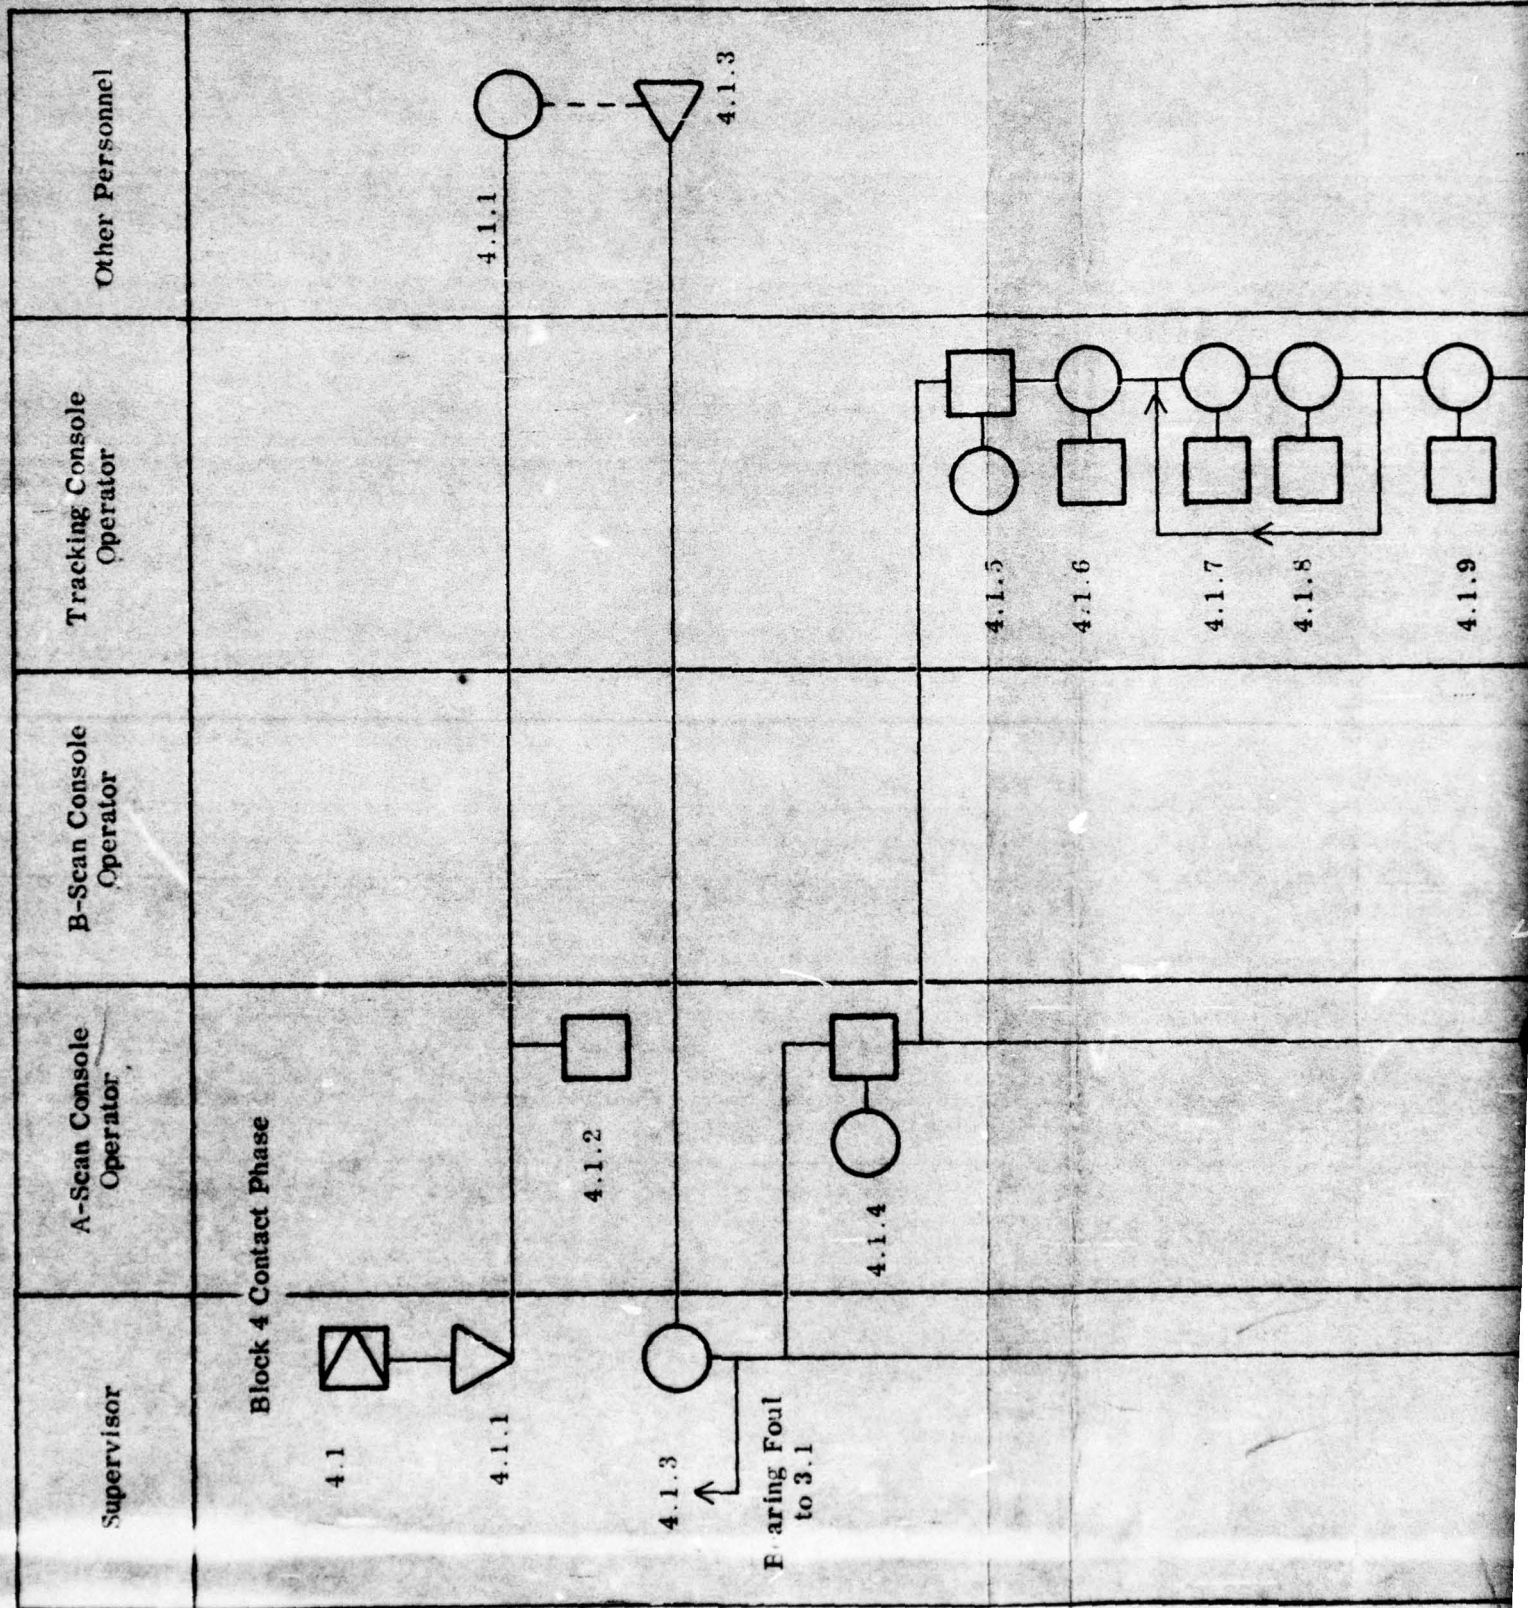 Supervisor
A-Scan Console
Operator
B-Scan Console
Operator
Tracking Console
Operator
Other Personnel
Block 4 Contact Phase
4.1
4.1.1
4.1.1
4.1.2
4.1.3
4.1.3
Bearing Foul
to 3.1
4.1.4
4.1.5
4.1.6
4.1.7
4.1.8
4.1.9